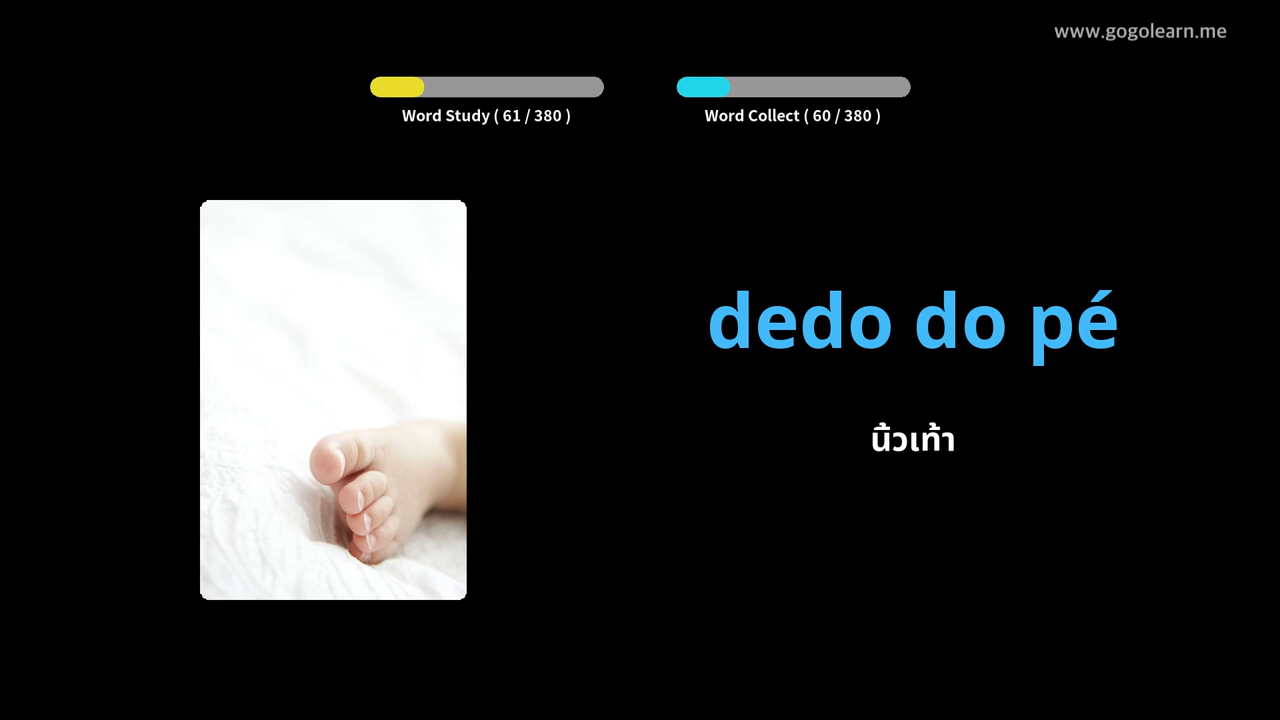 www.gogolearn.me
Word Study ( 61 / 380 )
Word Collect ( 60 / 380 )
dedo do pé
นิ้วเท้า